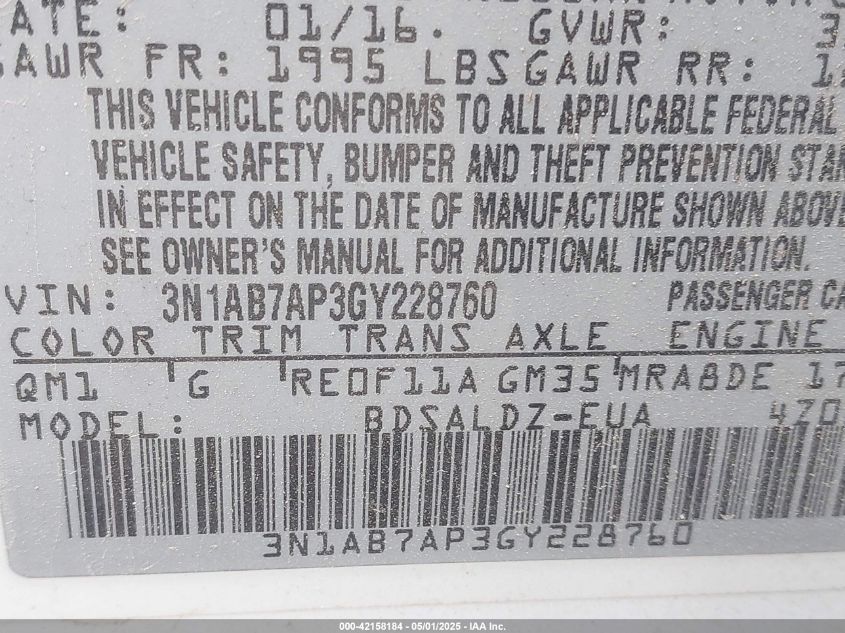 ATE: 01/16. GVWR:
GAWR FR: 1995 LBS GAWR RR:
THIS VEHICLE CONFORMS TO ALL APPLICABLE FEDERAL
VEHICLE SAFETY, BUMPER AND THEFT PREVENTION STAN
IN EFFECT ON THE DATE OF MANUFACTURE SHOWN ABOVE
SEE OWNER'S MANUAL FOR ADDITIONAL INFORMATION.
VIN: 3N1AB7AP3GY228760 PASSENGER CA
COLOR TRIM TRANS AXLE ENGINE
QM1 G RE0F11A GM35 MRA8DE 17
MODEL: BDSALDZ-EUA 4Z0
3N1AB7AP3GY228760
000-42158184 - 05/01/2025 - IAA Inc.